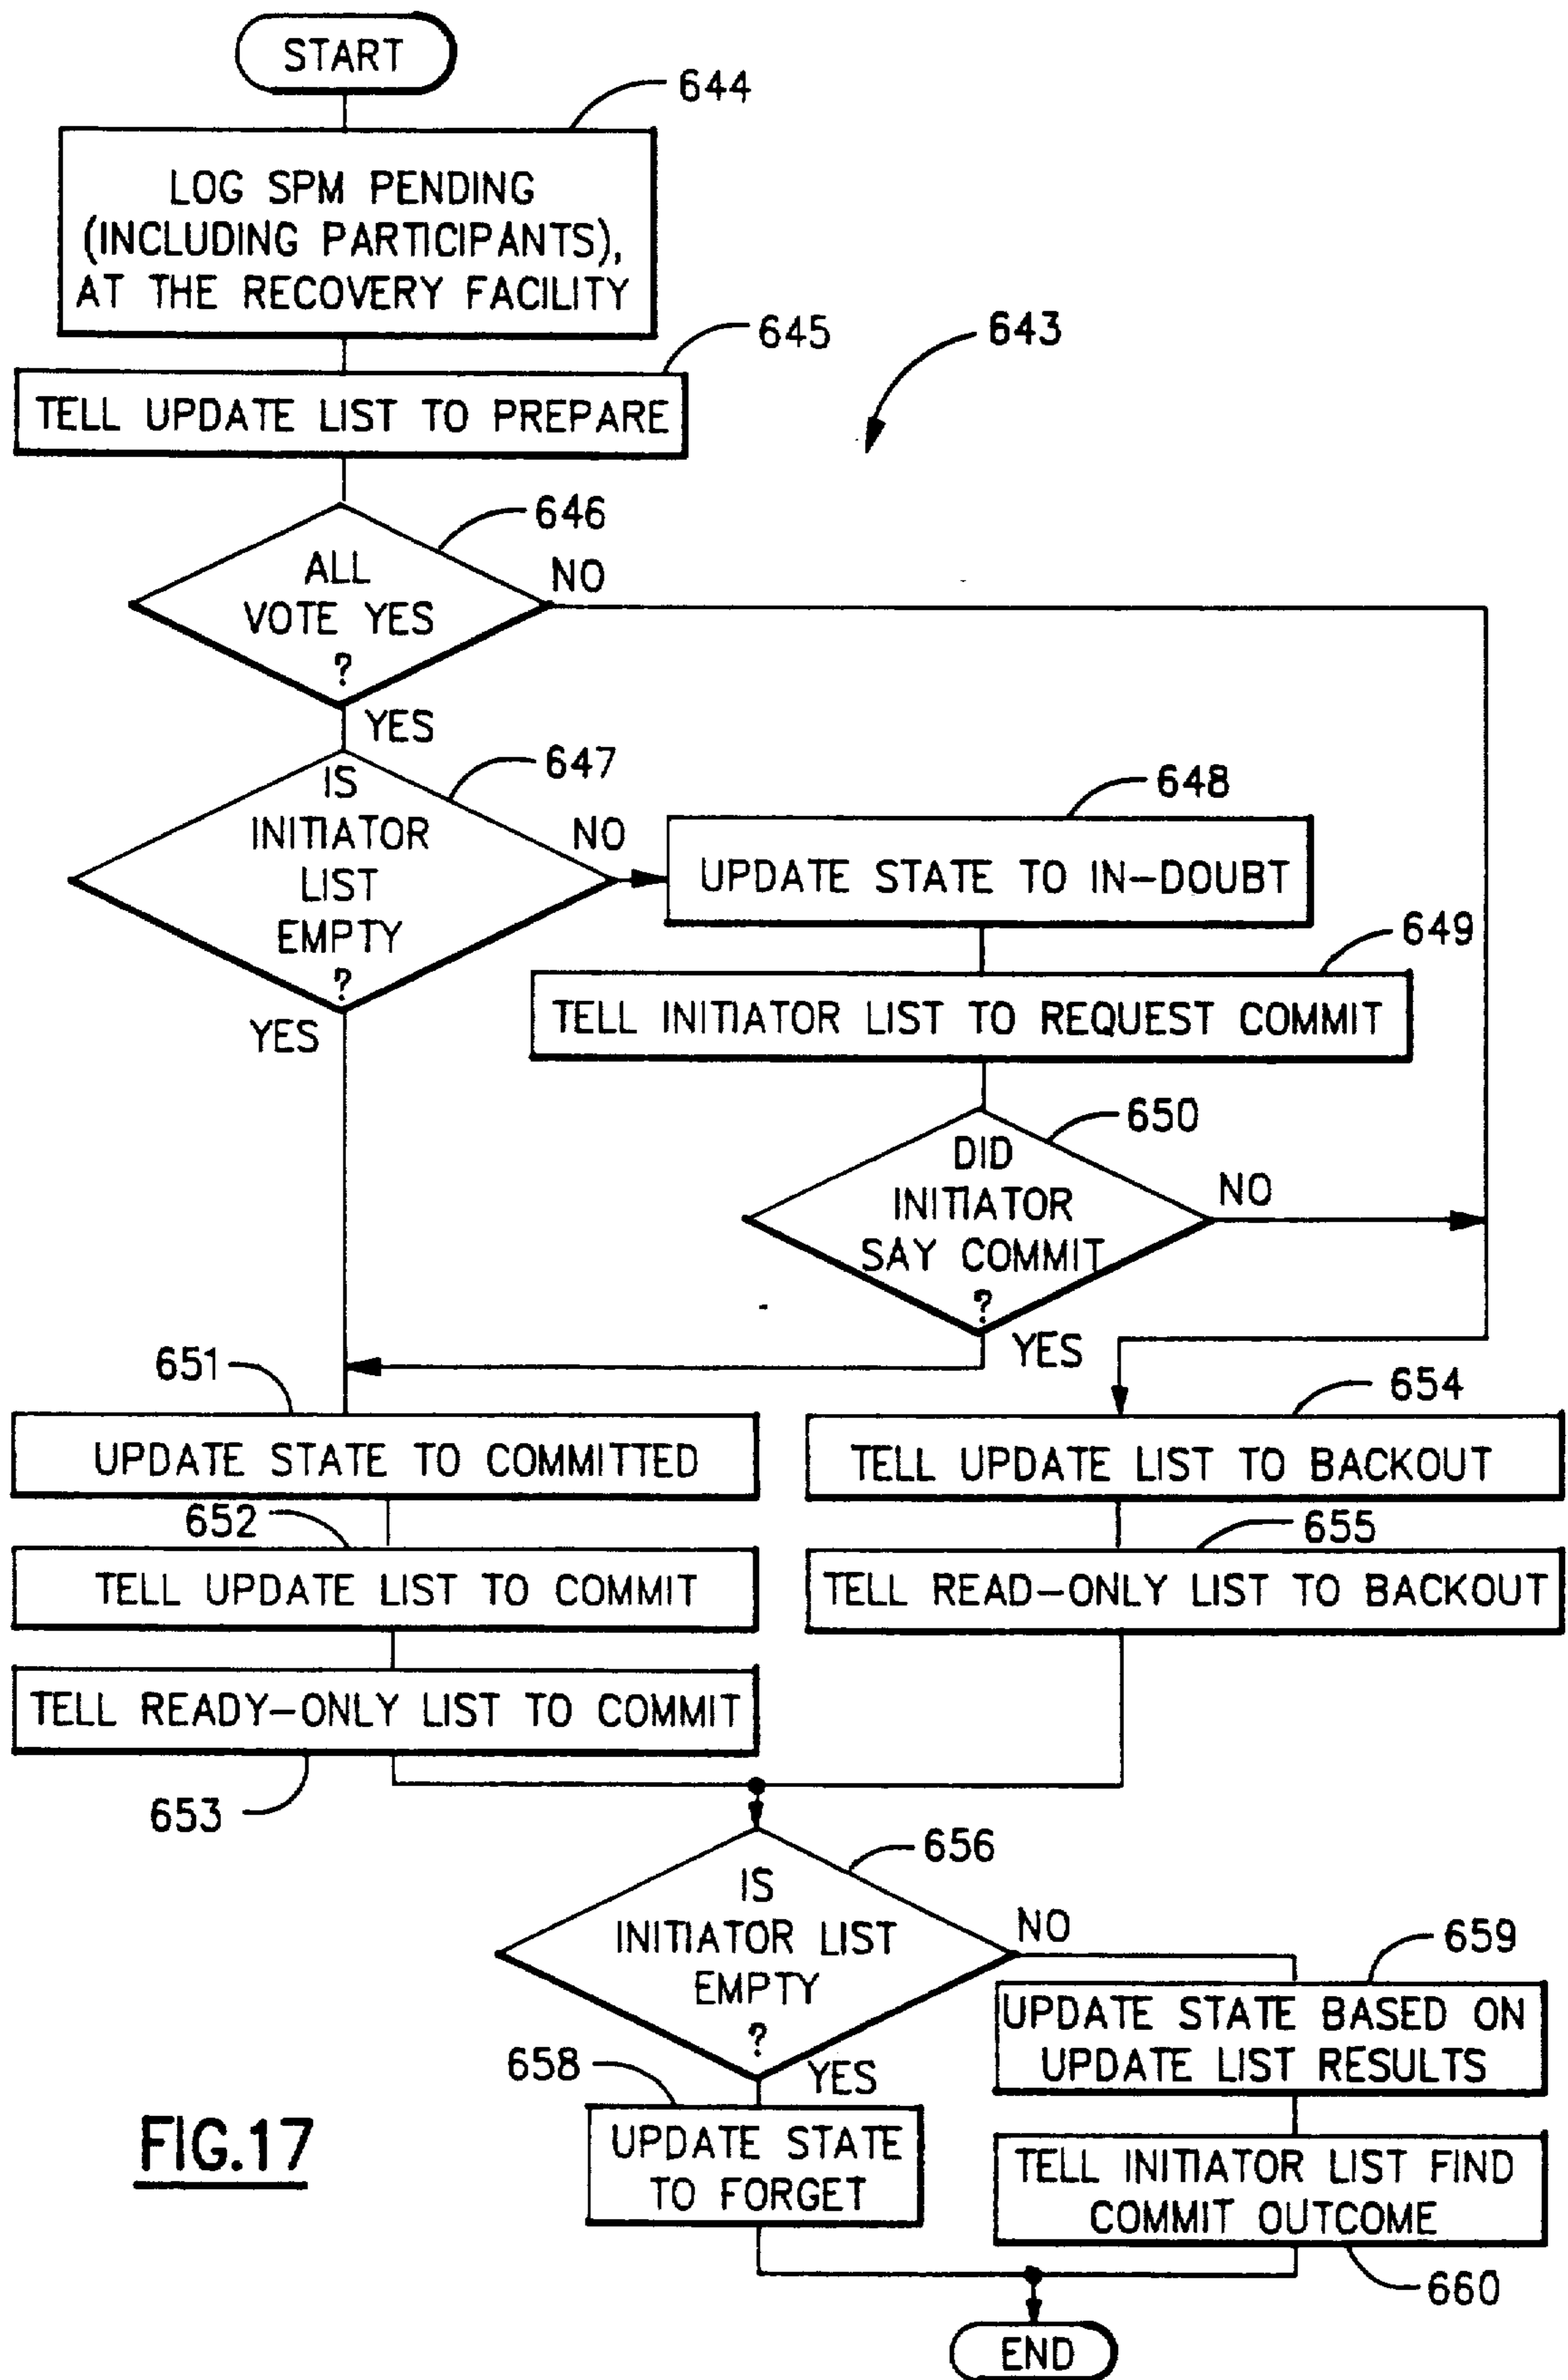 START
644
LOG SPM PENDING
(INCLUDING PARTICIPANTS),
AT THE RECOVERY FACILITY
645
643
TELL UPDATE LIST TO PREPARE
646
ALL
VOTE YES
?
NO
YES
647
IS
INITIATOR
LIST
EMPTY
?
NO
YES
648
UPDATE STATE TO IN-DOUBT
649
TELL INITIATOR LIST TO REQUEST COMMIT
650
DID
INITIATOR
SAY COMMIT
?
NO
YES
651
UPDATE STATE TO COMMITTED
652
TELL UPDATE LIST TO COMMIT
TELL READY-ONLY LIST TO COMMIT
653
654
TELL UPDATE LIST TO BACKOUT
655
TELL READ-ONLY LIST TO BACKOUT
656
IS
INITIATOR LIST
EMPTY
?
NO
YES
659
UPDATE STATE BASED ON
UPDATE LIST RESULTS
658
UPDATE STATE
TO FORGET
TELL INITIATOR LIST FIND
COMMIT OUTCOME
660
END
FIG.17